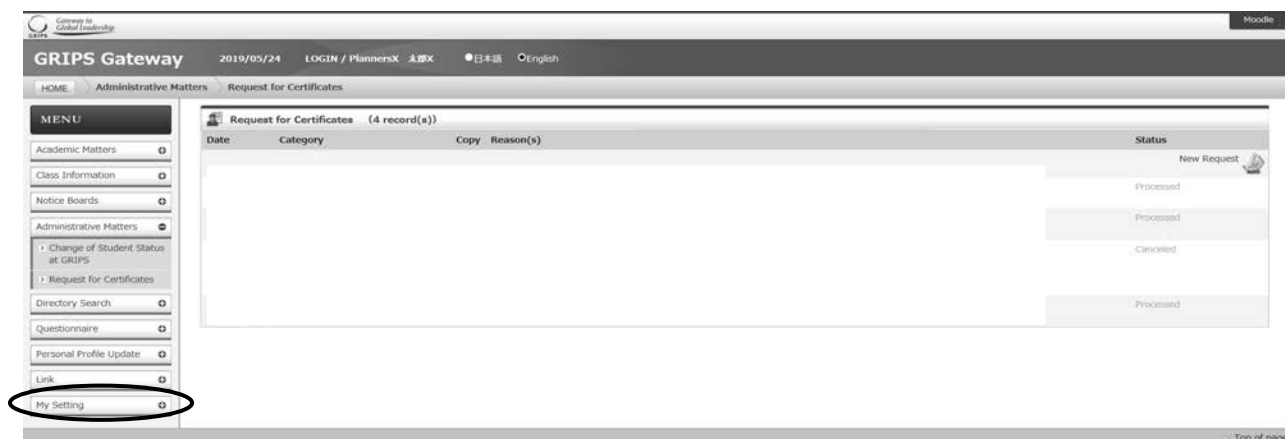 Gateway to
Global Leadership
GRIPS
Moodle
GRIPS Gateway 2019/05/24 LOGIN / PlannersX 太郎X 日本語 English
HOME Administrative Matters Request for Certificates
MENU
Request for Certificates (4 record(s))
Date Category Copy Reason(s) Status
New Request
ADD
Academic Matters
Class Information
Notice Boards
Administrative Matters
Change of Student Status
at GRIPS
Request for Certificates
Directory Search
Questionnaire
Personal Profile Update
Link
My Setting
Processed
Processed
Canceled
Processed
Top of page